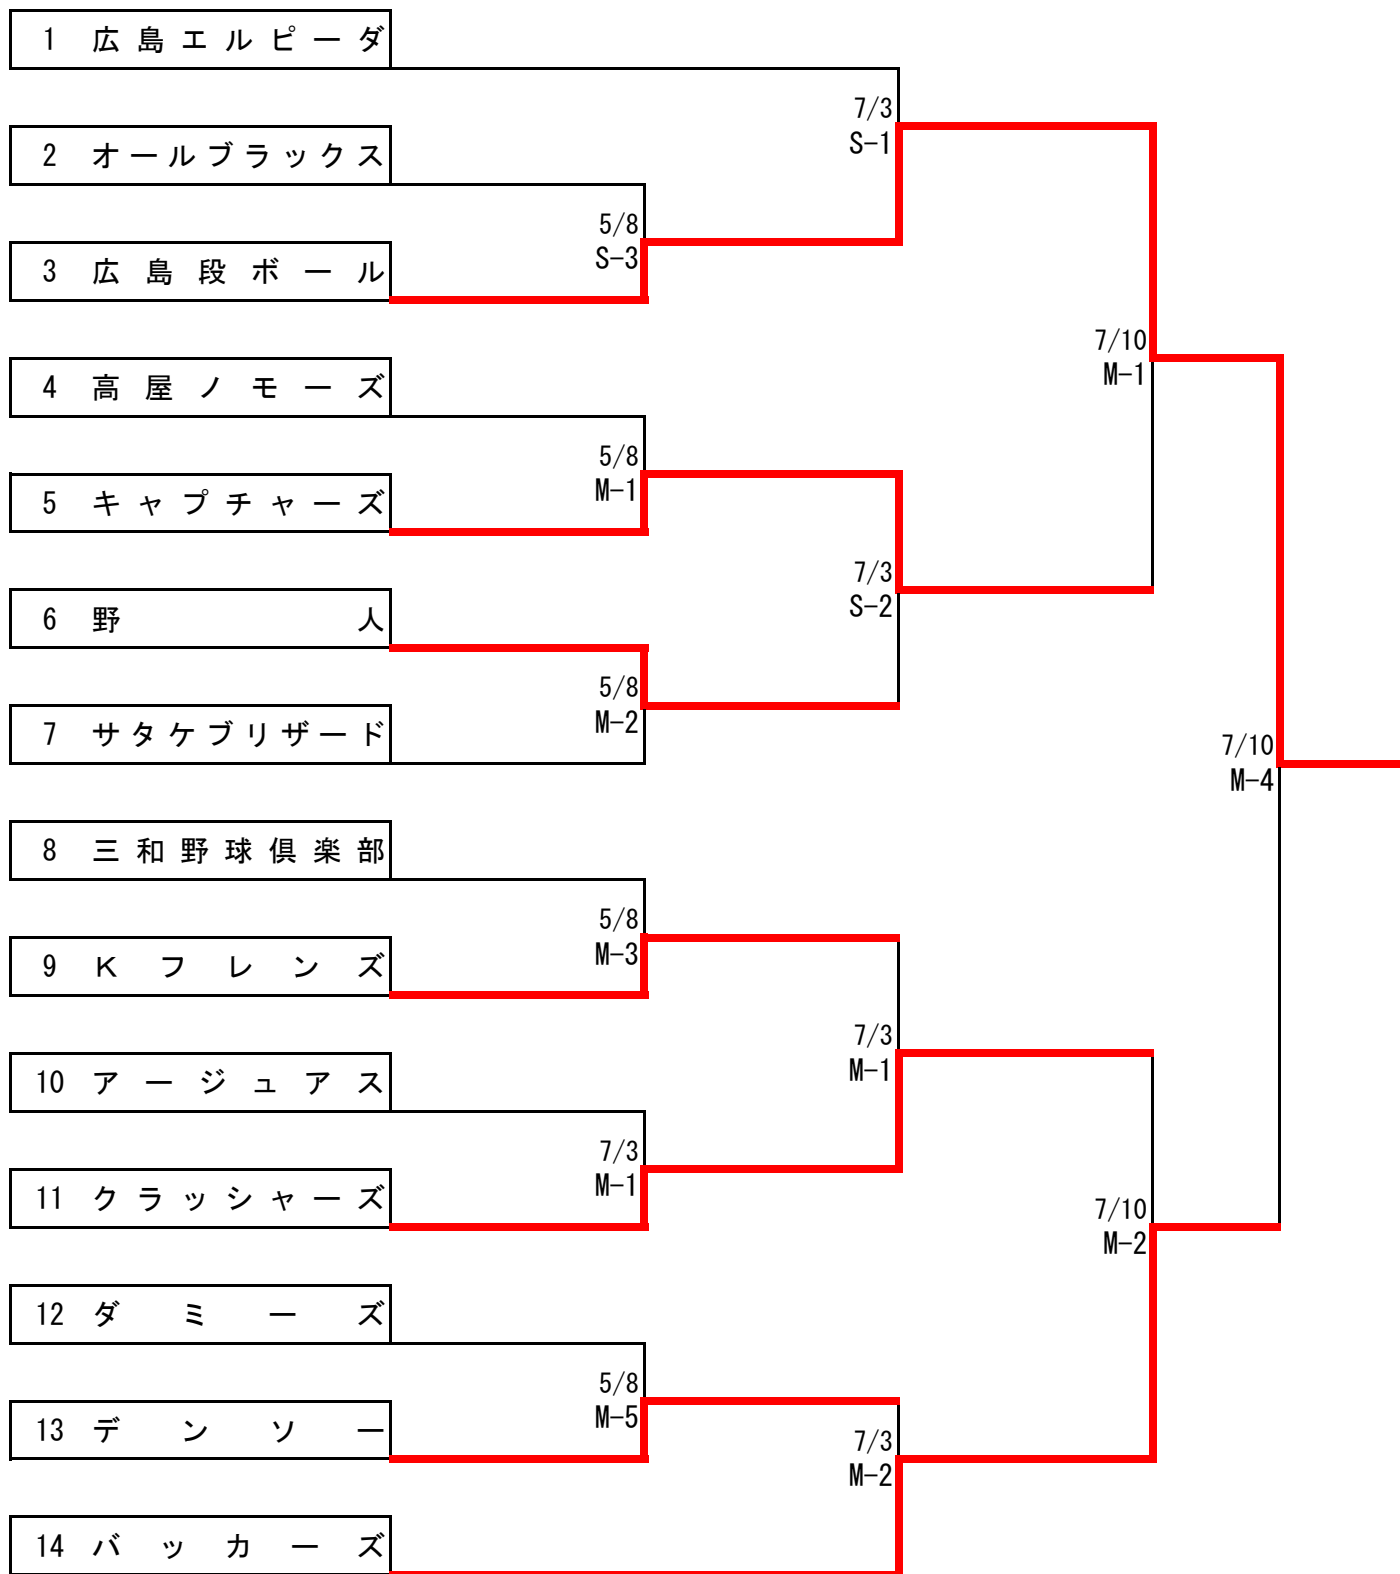 1 広島エルピーダ
7/3
S-1
2 オールブラックス
5/8
S-3
3 広島段ボール
7/10
M-1
4 高屋ノモーズ
5/8
M-1
5 キャプチャーズ
7/3
S-2
6 野人
5/8
M-2
7 サタケブリザード
7/10
M-4
8 三和野球倶楽部
5/8
M-3
9 Kフレンズ
7/3
M-1
10 アージュアス
7/3
M-1
11 クラッシャーズ
7/10
M-2
12 ダミーズ
5/8
M-5
13 デンソー
7/3
M-2
14 バッカーズ